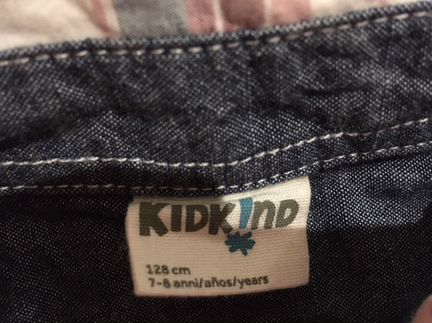 KIDKIND
128 cm
7-8 anni/años/years